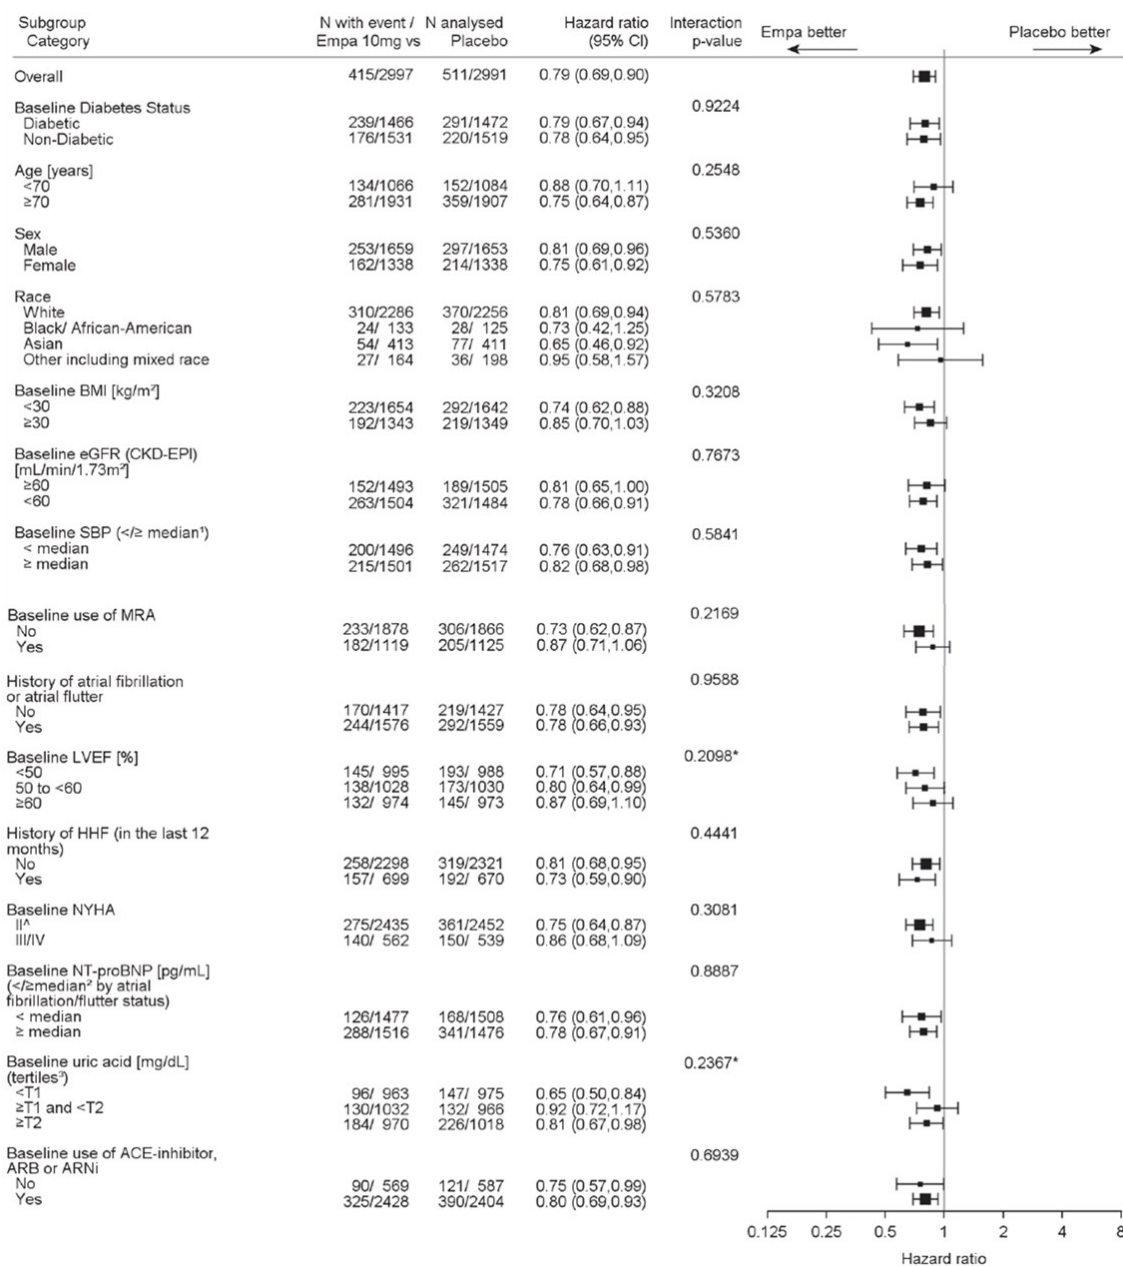 Subgroup N with event / N analysed Hazard ratio Interaction
Category Empa 10mg vs Placebo (95% CI) p-value Empa better Placebo better
Overall 415/2997 511/2991 0.79 (0.69,0.90)
Baseline Diabetes Status 0.9224
Diabetic 239/1466 291/1472 0.79 (0.67,0.94)
Non-Diabetic 176/1531 220/1519 0.78 (0.64,0.95)
Age [years] 0.2548
<70 134/1066 152/1084 0.88 (0.70,1.11)
≥70 281/1931 359/1907 0.75 (0.64,0.87)
Sex 0.5360
Male 253/1659 297/1653 0.81 (0.69,0.96)
Female 162/1338 214/1338 0.75 (0.61,0.92)
Race 0.5783
White 310/2286 370/2256 0.81 (0.69,0.94)
Black/ African-American 24/ 133 28/ 125 0.73 (0.42,1.25)
Asian 54/ 413 77/ 411 0.65 (0.46,0.92)
Other including mixed race 27/ 164 36/ 198 0.95 (0.58,1.57)
Baseline BMI [kg/m²] 0.3208
<30 223/1654 292/1642 0.74 (0.62,0.88)
≥30 192/1343 219/1349 0.85 (0.70,1.03)
Baseline eGFR (CKD-EPI) 0.7673
[mL/min/1.73m²]
≥60 152/1493 189/1505 0.81 (0.65,1.00)
<60 263/1504 321/1484 0.78 (0.66,0.91)
Baseline SBP (</≥ median¹) 0.5841
< median 200/1496 249/1474 0.76 (0.63,0.91)
≥ median 215/1501 262/1517 0.82 (0.68,0.98)
Baseline use of MRA 0.2169
No 233/1878 306/1866 0.73 (0.62,0.87)
Yes 182/1119 205/1125 0.87 (0.71,1.06)
History of atrial fibrillation 0.9588
or atrial flutter
No 170/1417 219/1427 0.78 (0.64,0.95)
Yes 244/1576 292/1559 0.78 (0.66,0.93)
Baseline LVEF [%] 0.2098*
<50 145/ 995 193/ 988 0.71 (0.57,0.88)
50 to <60 138/1028 173/1030 0.80 (0.64,0.99)
≥60 132/ 974 145/ 973 0.87 (0.69,1.10)
History of HHF (in the last 12 0.4441
months)
No 258/2298 319/2321 0.81 (0.68,0.95)
Yes 157/ 699 192/ 670 0.73 (0.59,0.90)
Baseline NYHA 0.3081
II^ 275/2435 361/2452 0.75 (0.64,0.87)
III/IV 140/ 562 150/ 539 0.86 (0.68,1.09)
Baseline NT-proBNP [pg/mL] 0.8887
(</≥median² by atrial
fibrillation/flutter status)
< median 126/1477 168/1508 0.76 (0.61,0.96)
≥ median 288/1516 341/1476 0.78 (0.67,0.91)
Baseline uric acid [mg/dL] 0.2367*
(tertiles³)
<T1 96/ 963 147/ 975 0.65 (0.50,0.84)
≥T1 and <T2 130/1032 132/ 966 0.92 (0.72,1.17)
≥T2 184/ 970 226/1018 0.81 (0.67,0.98)
Baseline use of ACE-inhibitor, 0.6939
ARB or ARNi
No 90/ 569 121/ 587 0.75 (0.57,0.99)
Yes 325/2428 390/2404 0.80 (0.69,0.93)
0.125 0.25 0.5 1 2 4 8
Hazard ratio